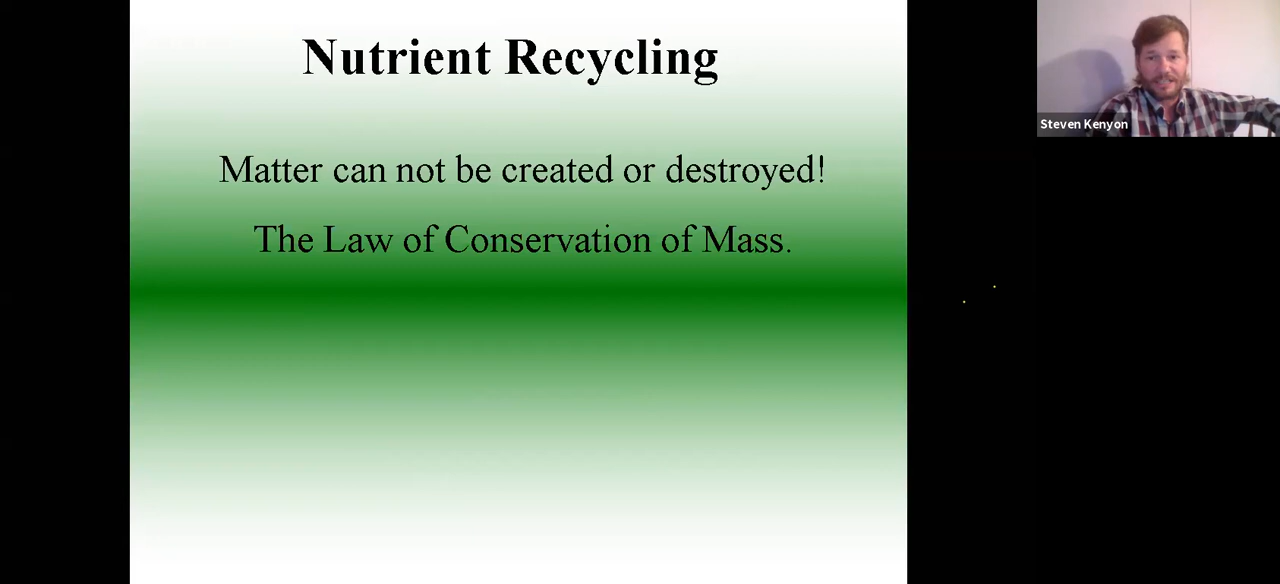 Nutrient Recycling
Matter can not be created or destroyed!
The Law of Conservation of Mass.
Steven Kenyon